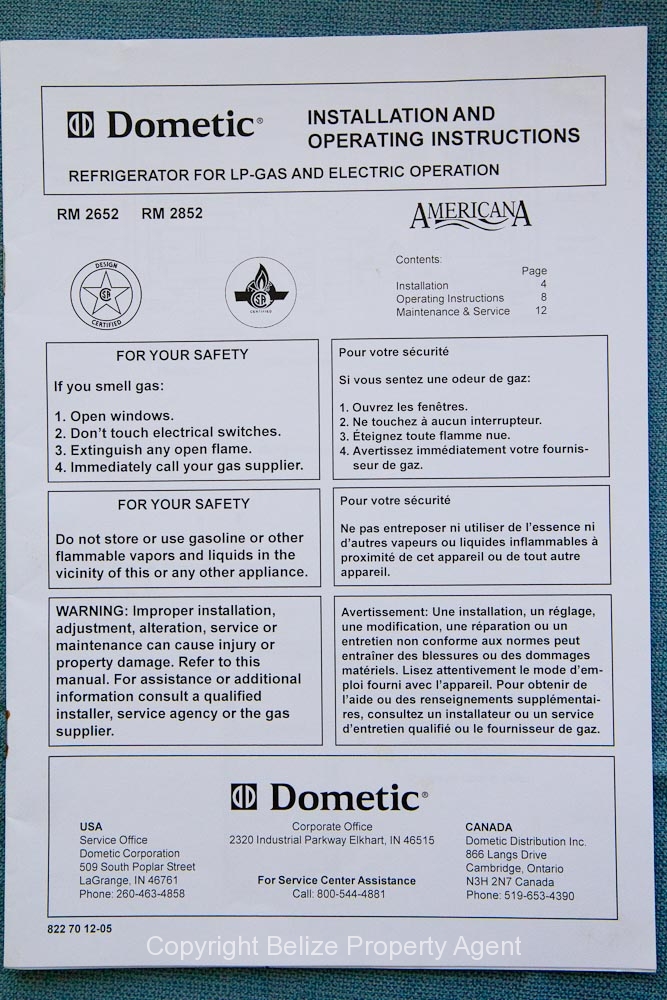 Dometic®
INSTALLATION AND
OPERATING INSTRUCTIONS
REFRIGERATOR FOR LP-GAS AND ELECTRIC OPERATION
RM 2652 RM 2852
AMERICANA
DESIGN
CSA
CERTIFIED
CSA
CERTIFIED
Contents:
Page
Installation 4
Operating Instructions 8
Maintenance & Service 12
FOR YOUR SAFETY
If you smell gas:
1. Open windows.
2. Don't touch electrical switches.
3. Extinguish any open flame.
4. Immediately call your gas supplier.
Pour votre sécurité
Si vous sentez une odeur de gaz:
1. Ouvrez les fenêtres.
2. Ne touchez à aucun interrupteur.
3. Éteignez toute flamme nue.
4. Avertissez immédiatement votre fournis-
seur de gaz.
FOR YOUR SAFETY
Do not store or use gasoline or other
flammable vapors and liquids in the
vicinity of this or any other appliance.
Pour votre sécurité
Ne pas entreposer ni utiliser de l'essence ni
d'autres vapeurs ou liquides inflammables à
proximité de cet appareil ou de tout autre
appareil.
WARNING: Improper installation,
adjustment, alteration, service or
maintenance can cause injury or
property damage. Refer to this
manual. For assistance or additional
information consult a qualified
installer, service agency or the gas
supplier.
Avertissement: Une installation, un réglage,
une modification, une réparation ou un
entretien non conforme aux normes peut
entraîner des blessures ou des dommages
matériels. Lisez attentivement le mode d'em-
ploi fourni avec l'appareil. Pour obtenir de
l'aide ou des renseignements supplémentai-
res, consultez un installateur ou un service
d'entretien qualifié ou le fournisseur de gaz.
Dometic®
USA
Service Office
Dometic Corporation
509 South Poplar Street
LaGrange, IN 46761
Phone: 260-463-4858
Corporate Office
2320 Industrial Parkway Elkhart, IN 46515
For Service Center Assistance
Call: 800-544-4881
CANADA
Dometic Distribution Inc.
866 Langs Drive
Cambridge, Ontario
N3H 2N7 Canada
Phone: 519-653-4390
822 70 12-05
Copyright Belize Property Agent